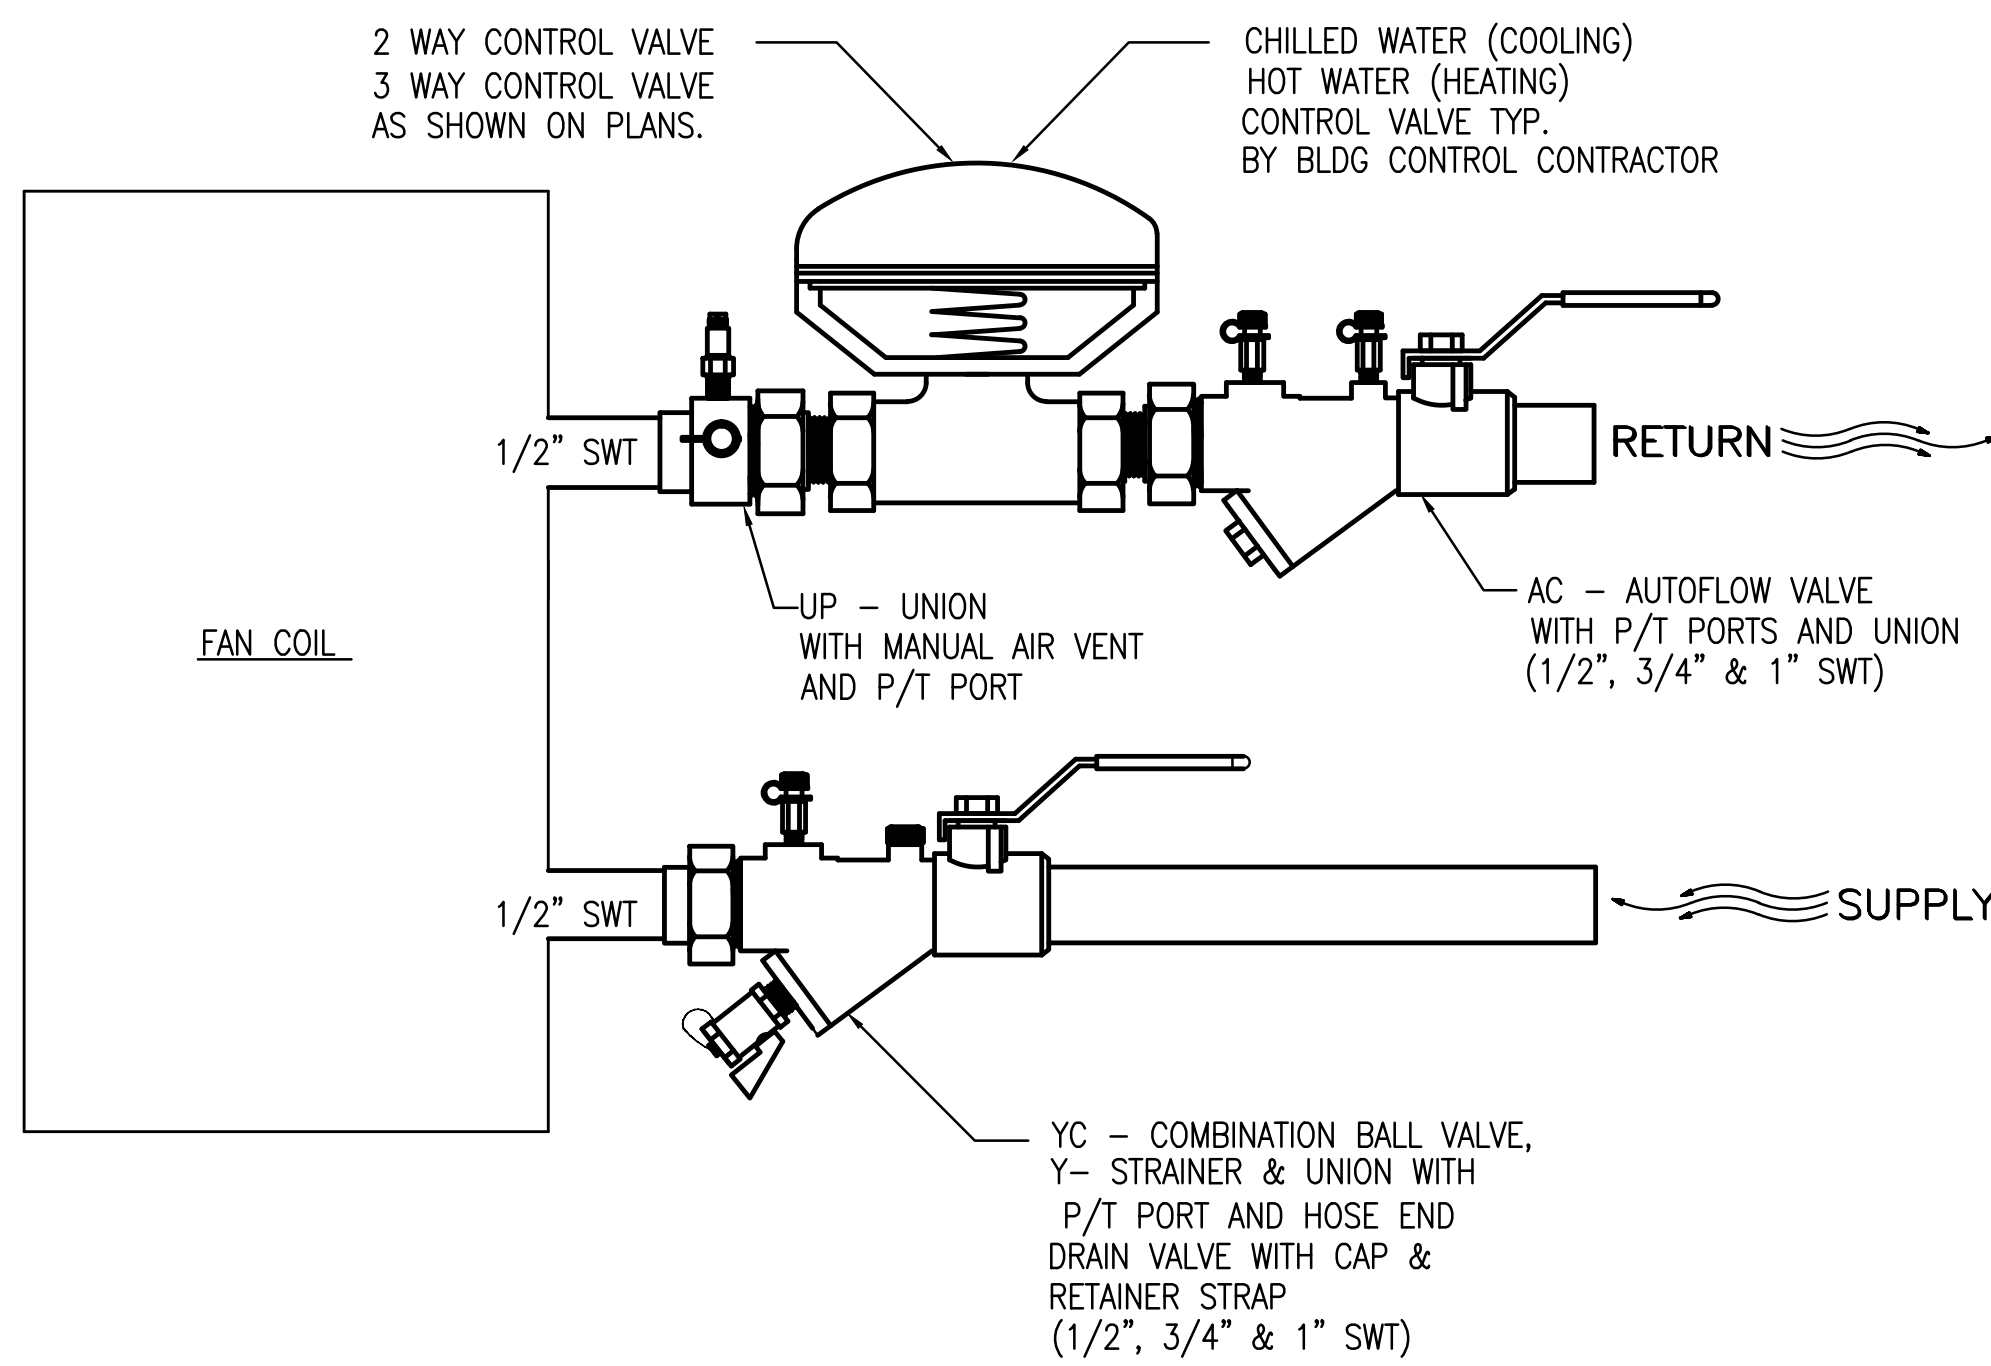 2 WAY CONTROL VALVE
3 WAY CONTROL VALVE
AS SHOWN ON PLANS.
CHILLED WATER (COOLING)
HOT WATER (HEATING)
CONTROL VALVE TYP.
BY BLDG CONTROL CONTRACTOR
1/2" SWT
RETURN
UP – UNION
WITH MANUAL AIR VENT
AND P/T PORT
AC – AUTOFLOW VALVE
WITH P/T PORTS AND UNION
(1/2", 3/4" & 1" SWT)
FAN COIL
1/2" SWT
SUPPLY
YC – COMBINATION BALL VALVE,
Y– STRAINER & UNION WITH
P/T PORT AND HOSE END
DRAIN VALVE WITH CAP &
RETAINER STRAP
(1/2", 3/4" & 1" SWT)